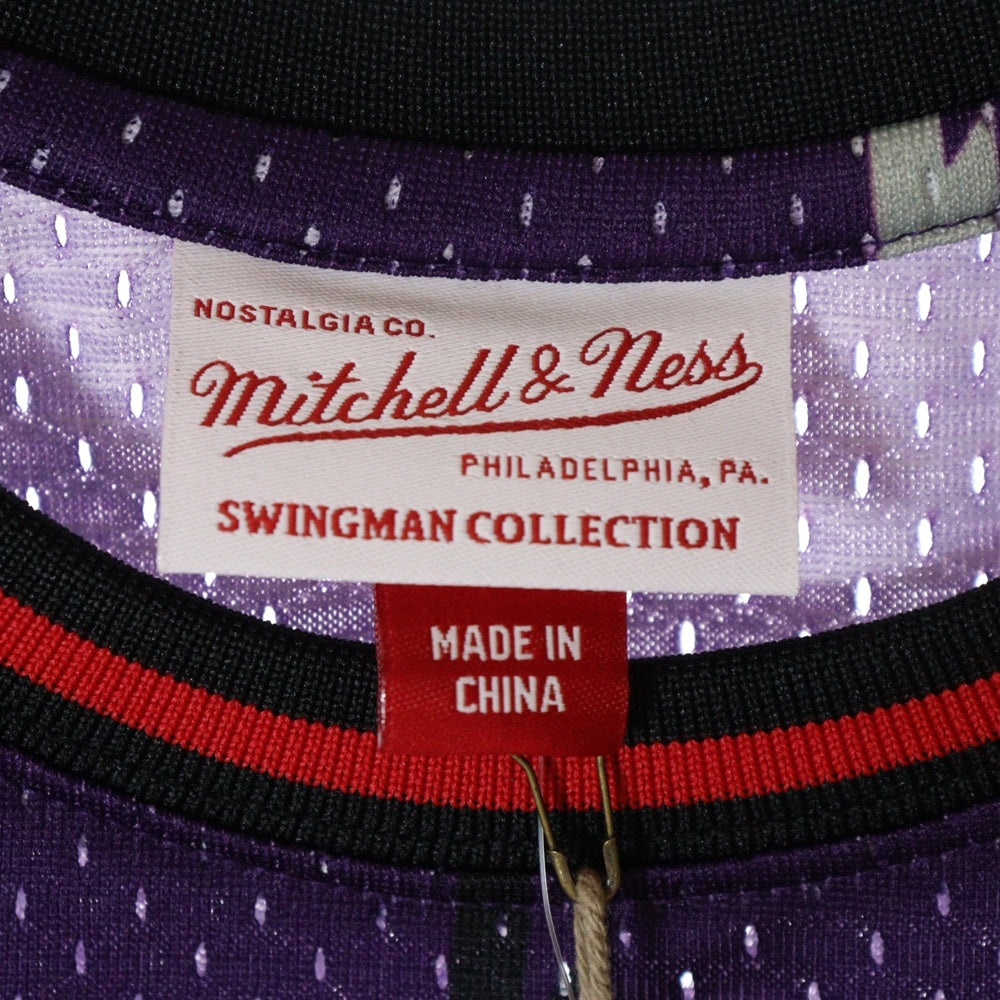 NOSTALGIA CO.
Mitchell & Ness
PHILADELPHIA, PA.
SWINGMAN COLLECTION
MADE IN
CHINA